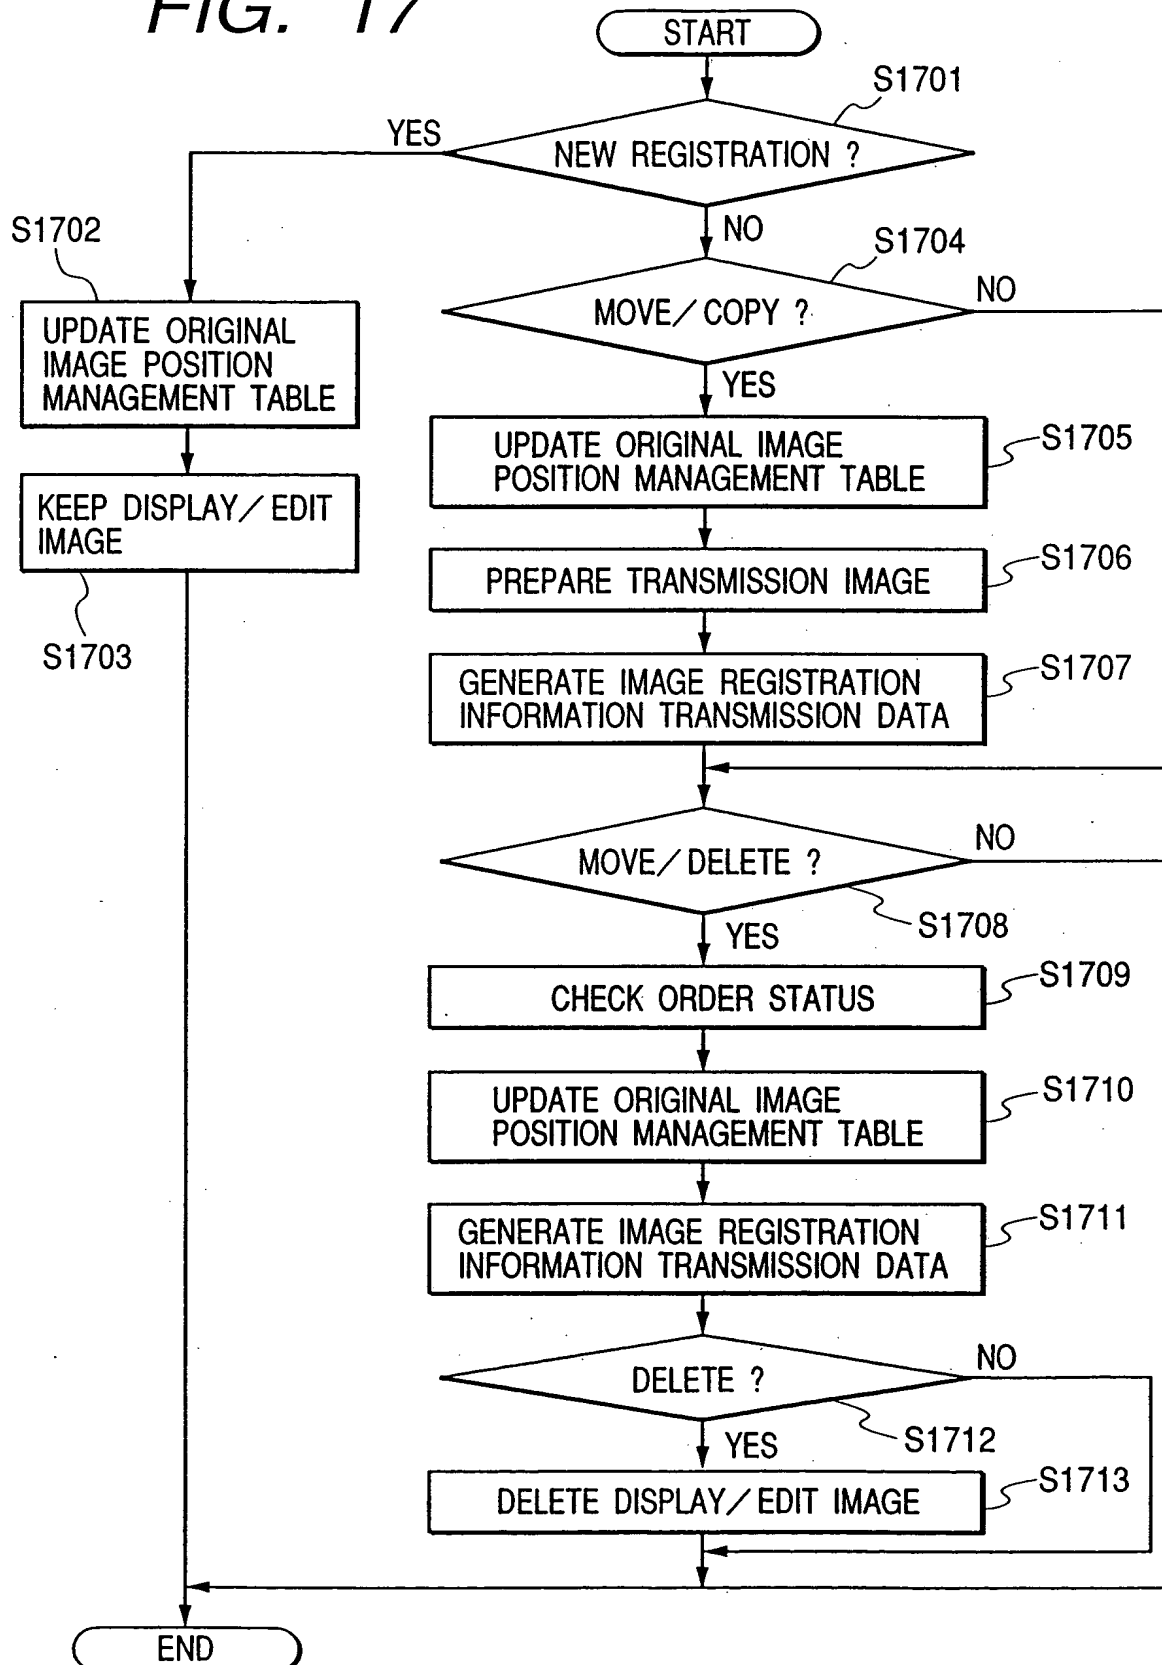 FIG. 17
START
S1701
YES
NEW REGISTRATION ?
S1702
NO
S1704
MOVE/COPY ?
NO
UPDATE ORIGINAL
IMAGE POSITION
MANAGEMENT TABLE
YES
UPDATE ORIGINAL IMAGE
POSITION MANAGEMENT TABLE
S1705
KEEP DISPLAY/EDIT
IMAGE
S1703
PREPARE TRANSMISSION IMAGE
S1706
GENERATE IMAGE REGISTRATION
INFORMATION TRANSMISSION DATA
S1707
MOVE/DELETE ?
NO
S1708
YES
CHECK ORDER STATUS
S1709
UPDATE ORIGINAL IMAGE
POSITION MANAGEMENT TABLE
S1710
GENERATE IMAGE REGISTRATION
INFORMATION TRANSMISSION DATA
S1711
DELETE ?
NO
S1712
YES
DELETE DISPLAY/EDIT IMAGE
S1713
END